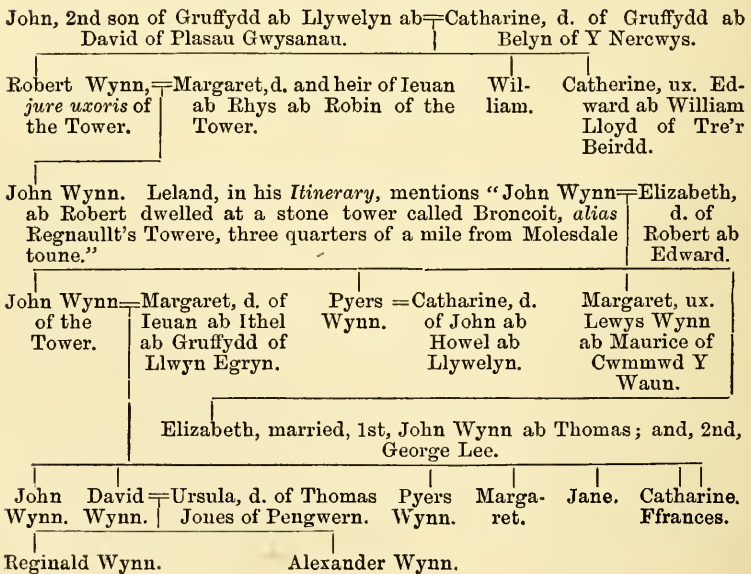 John, 2nd son of Gruffydd ab Llywelyn ab Catharine, d. of Gruffydd ab
David of Plasau Gwysanau. Belyn of Y Nercwys.
Robert Wynn, Margaret, d. and heir of Ieuan Wil- Catherine, ux. Ed-
jure uxoris of ab Rhys ab Robin of the liam. ward ab William
the Tower. Tower. Lloyd of Tre'r
Beirdd.
John Wynn. Leland, in his Itinerary, mentions "John Wynn Elizabeth,
ab Robert dwelled at a stone tower called Broncoit, alias d. of
Regnaullt's Towere, three quarters of a mile from Molesdale Robert ab
toune." Edward.
John Wynn Margaret, d. of Pyers Catharine, d. Margaret, ux.
of the Ieuan ab Ithel Wynn. of John ab Lewys Wynn
Tower. ab Gruffydd of Howel ab ab Maurice of
Llwyn Egryn. Llywelyn. Cwmmwd Y
Waun.
Elizabeth, married, 1st, John Wynn ab Thomas; and, 2nd,
George Lee.
John David Ursula, d. of Thomas Pyers Marga- Jane. Catharine.
Wynn. Wynn. Jones of Pengwern. Wynn. ret. Ffrances.
Reginald Wynn. Alexander Wynn.